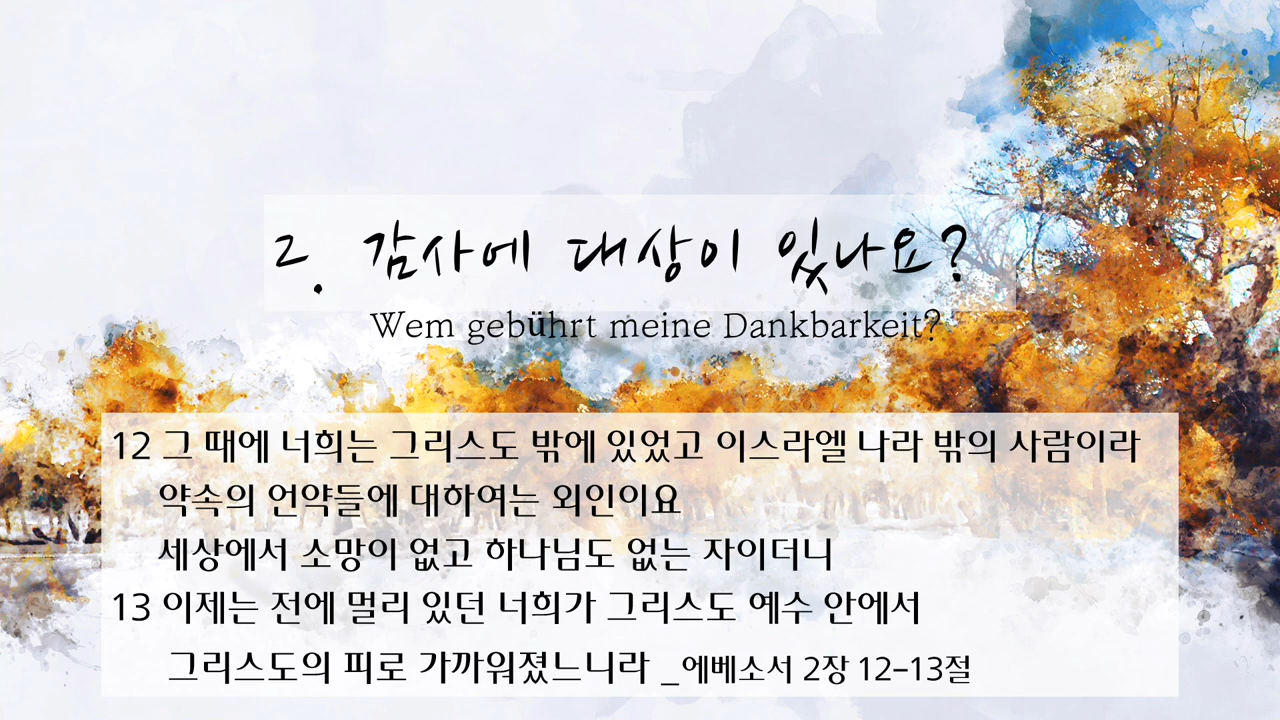 2. 감사에 대상이 있나요?
Wem gebührt meine Dankbarkeit?
12 그 때에 너희는 그리스도 밖에 있었고 이스라엘 나라 밖의 사람이라
약속의 언약들에 대하여는 외인이요
세상에서 소망이 없고 하나님도 없는 자이더니
13 이제는 전에 멀리 있던 너희가 그리스도 예수 안에서
그리스도의 피로 가까워졌느니라 _에베소서 2장 12-13절